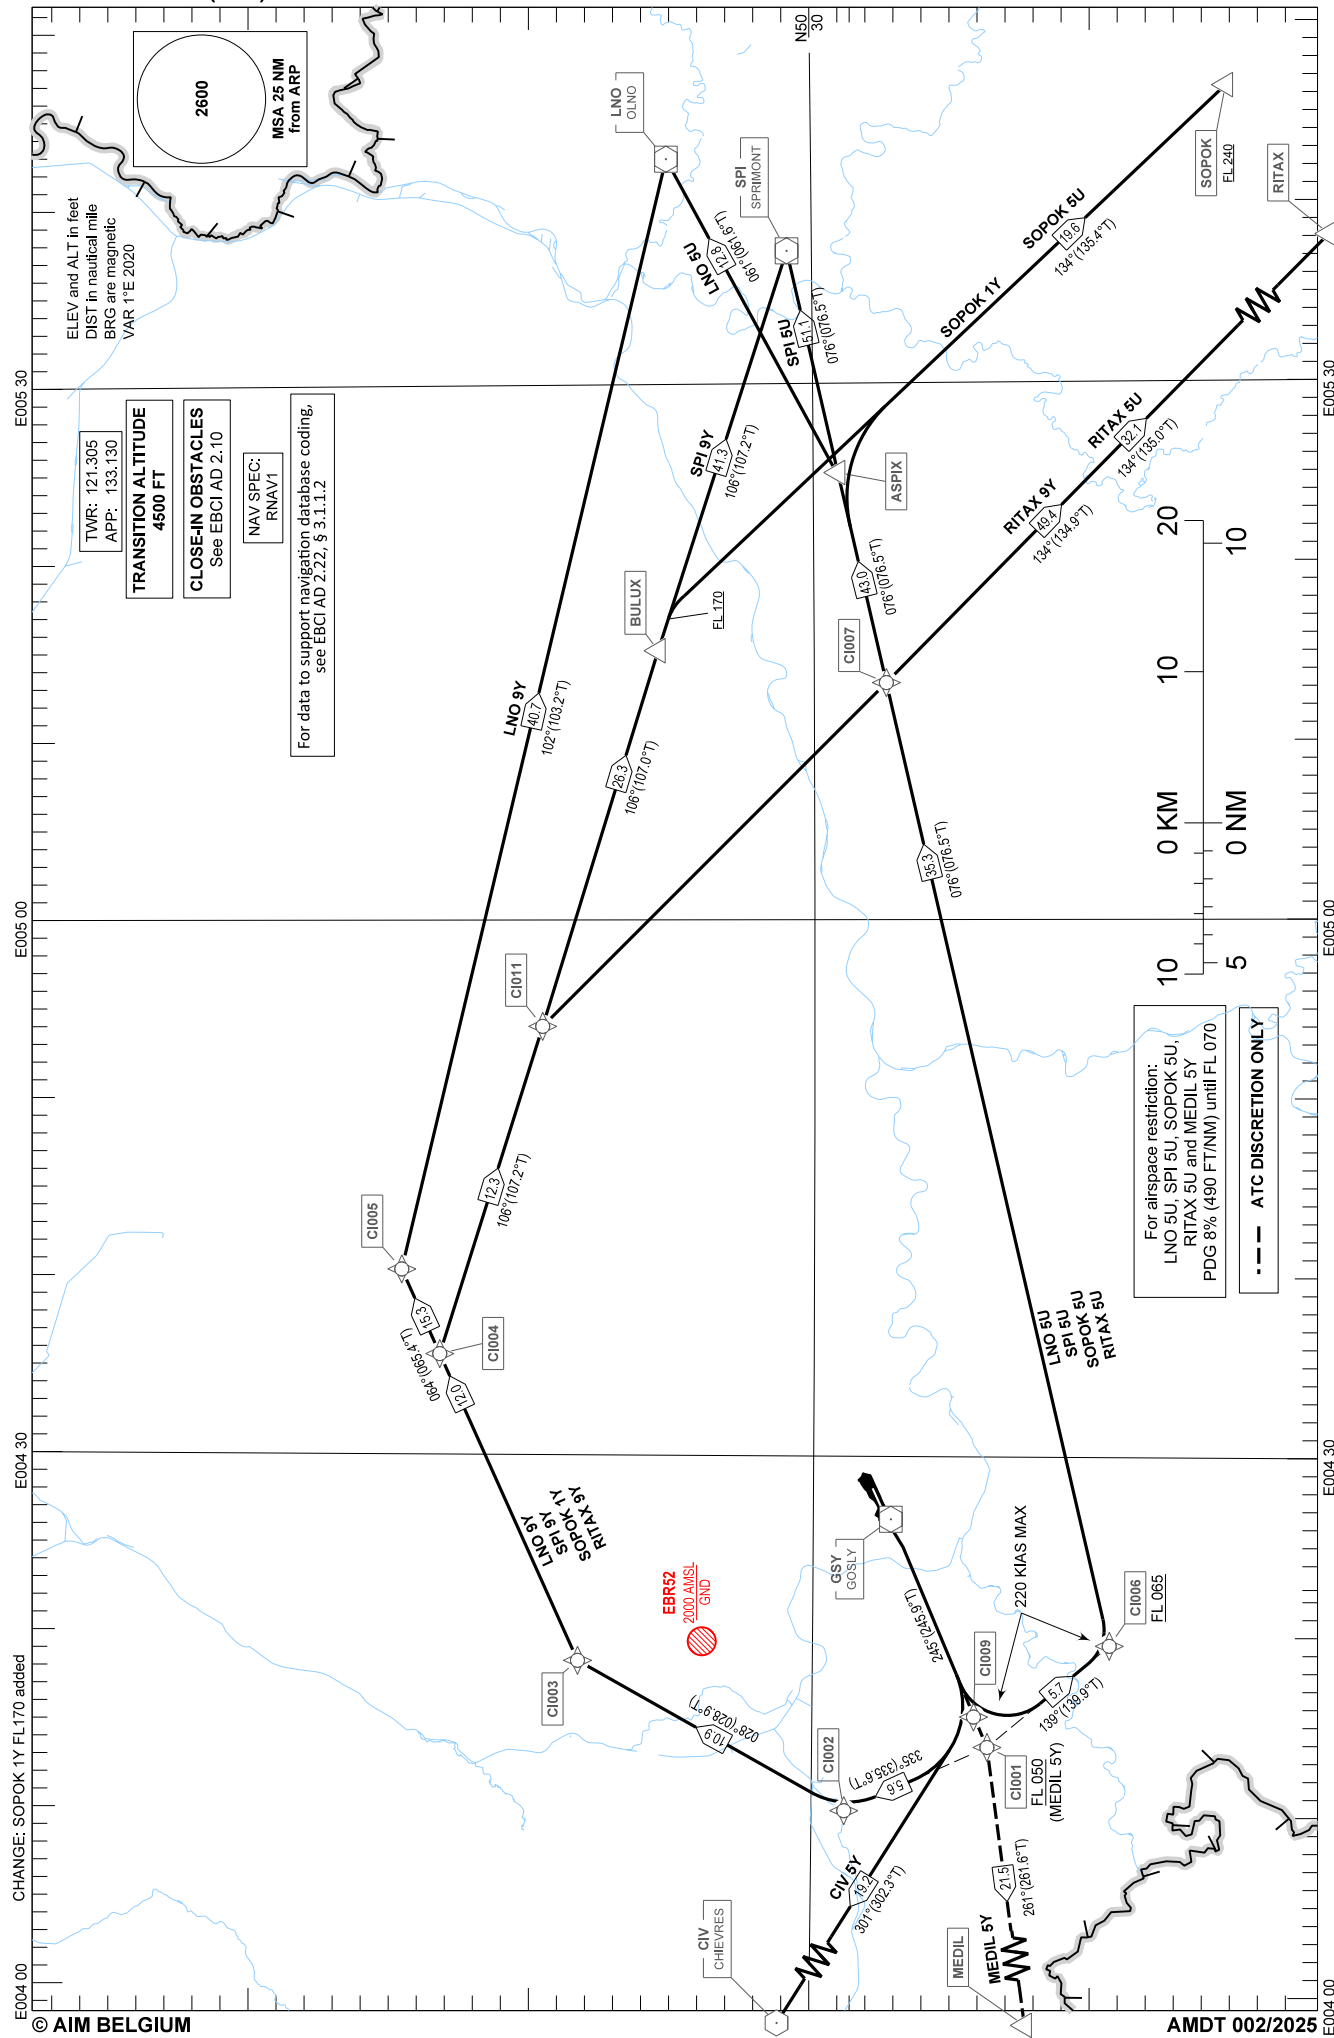 CHANGE: SOPOK 1Y FL170 added
E004 00
E004 30
E005 00
E005 30
ELEV and ALT in feet
DIST in nautical mile
BRG are magnetic
VAR 1°E 2020
2600
MSA 25 NM
from ARP
TWR: 121.305
APP: 133.130
TRANSITION ALTITUDE
4500 FT
CLOSE-IN OBSTACLES
See EBCI AD 2.10
NAV SPEC:
RNAV1
For data to support navigation database coding,
see EBCI AD 2.22, § 3.1.1.2
N50
30
CI005
15.3
064°(065.4°T)
12.0
CI004
CI003
LNO 9Y
SPI 9Y
SOPOK 1Y
RITAX 9Y
12.3
106°(107.2°T)
CI011
LNO 9Y
40.7
102°(103.2°T)
26.3
106°(107.0°T)
BULUX
FL 170
SPI 9Y
41.3
106°(107.2°T)
LNO
OLNO
SPI
SPRIMONT
LNO 5U
12.8
061°(061.6°T)
SPI 5U
51.1
076°(076.5°T)
ASPIX
SOPOK 1Y
SOPOK 5U
19.6
134°(135.4°T)
SOPOK
FL 240
RITAX
RITAX 5U
32.1
134°(135.0°T)
RITAX 9Y
49.4
134°(134.9°T)
43.0
076°(076.5°T)
CI007
35.3
076°(076.5°T)
EBR52
2000 AMSL
GND
10.9
028°(028.9°T)
CI002
5.6
335°(335.6°T)
GSY
GOSLY
245°(245.9°T)
CI009
220 KIAS MAX
CI006
FL 065
5.7
139°(139.9°T)
CI001
FL 050
(MEDIL 5Y)
CIV
CHIEVRES
CIV 5Y
19.2
301°(302.3°T)
MEDIL
MEDIL 5Y
21.5
261°(261.6°T)
LNO 5U
SPI 5U
SOPOK 5U
RITAX 5U
10 0 KM 10 20
5 0 NM 10
For airspace restriction:
LNO 5U, SPI 5U, SOPOK 5U,
RITAX 5U and MEDIL 5Y
PDG 8% (490 FT/NM) until FL 070
ATC DISCRETION ONLY
E004 00
E004 30
E005 00
E005 30
© AIM BELGIUM
AMDT 002/2025